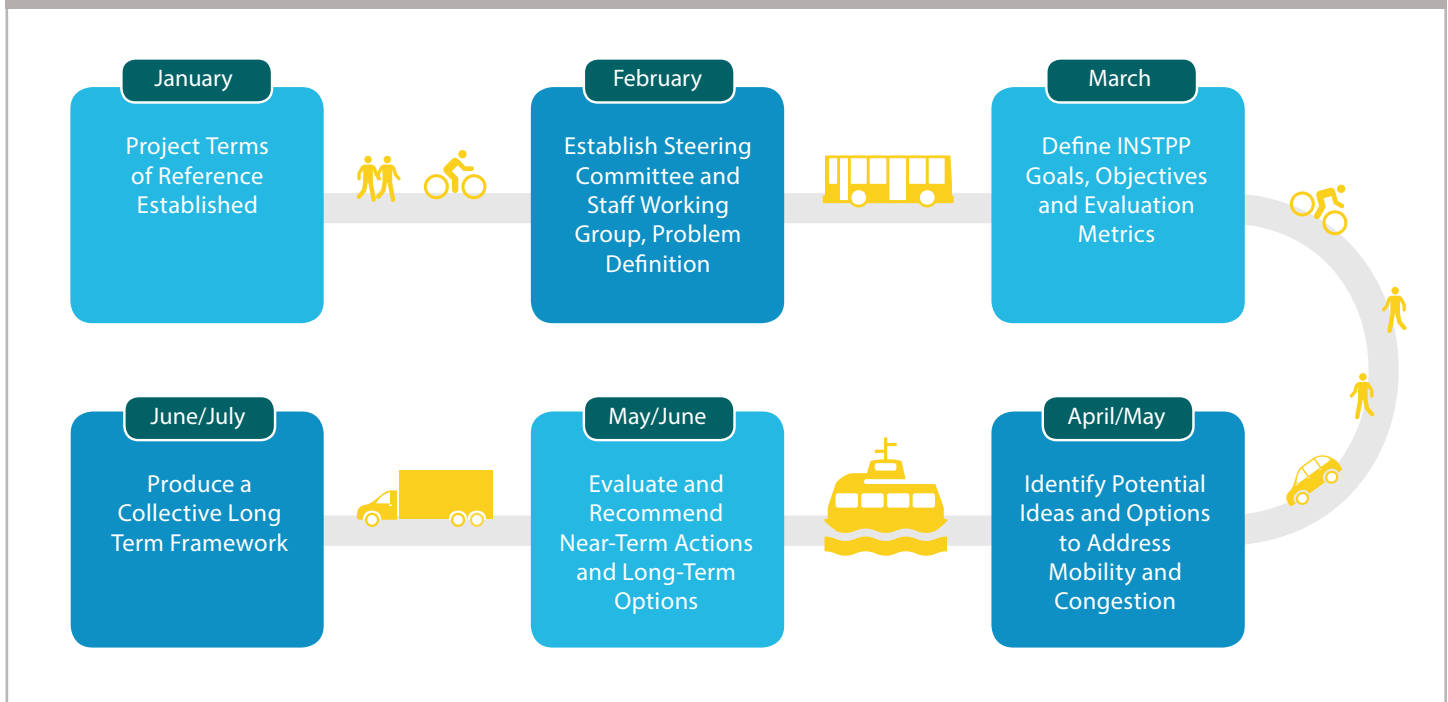 January
Project Terms
of Reference
Established
February
Establish Steering
Committee and
Staff Working
Group, Problem
Definition
March
Define INSTPP
Goals, Objectives
and Evaluation
Metrics
April/May
Identify Potential
Ideas and Options
to Address
Mobility and
Congestion
May/June
Evaluate and
Recommend
Near-Term Actions
and Long-Term
Options
June/July
Produce a
Collective Long
Term Framework